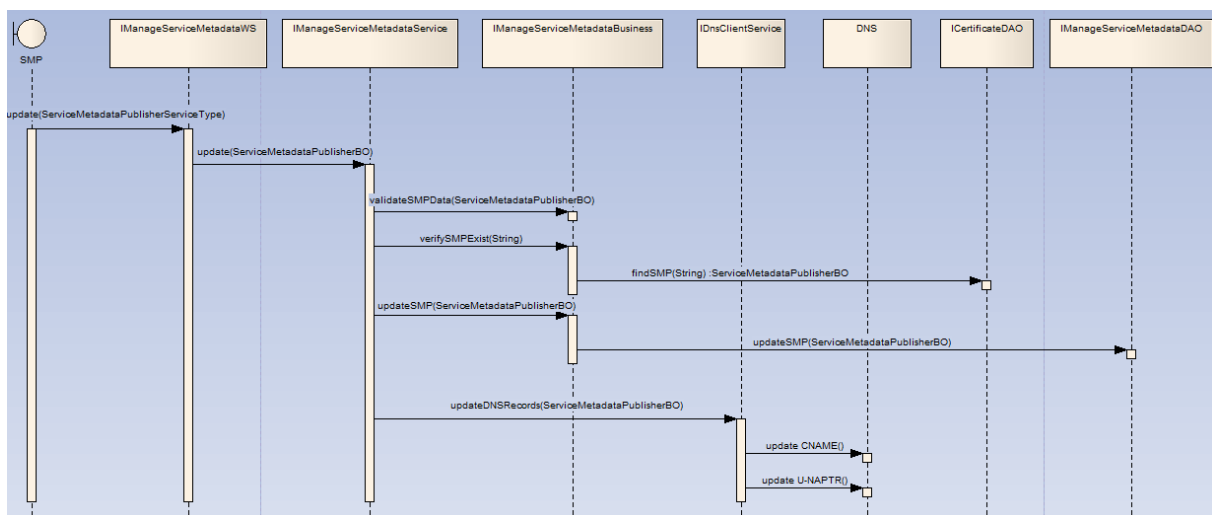 IManageServiceMetadataWS
IManageServiceMetadataService
IManageServiceMetadataBusiness
IDnsClientService
DNS
ICertificateDAO
IManageServiceMetadataDAO
SMP
update(ServiceMetadataPublisherServiceType)
update(ServiceMetadataPublisherBO)
validateSMPData(ServiceMetadataPublisherBO)
verifySMPExist(String)
findSMP(String) :ServiceMetadataPublisherBO
updateSMP(ServiceMetadataPublisherBO)
updateSMP(ServiceMetadataPublisherBO)
updateDNSRecords(ServiceMetadataPublisherBO)
update CNAME()
update U-NAPTR()